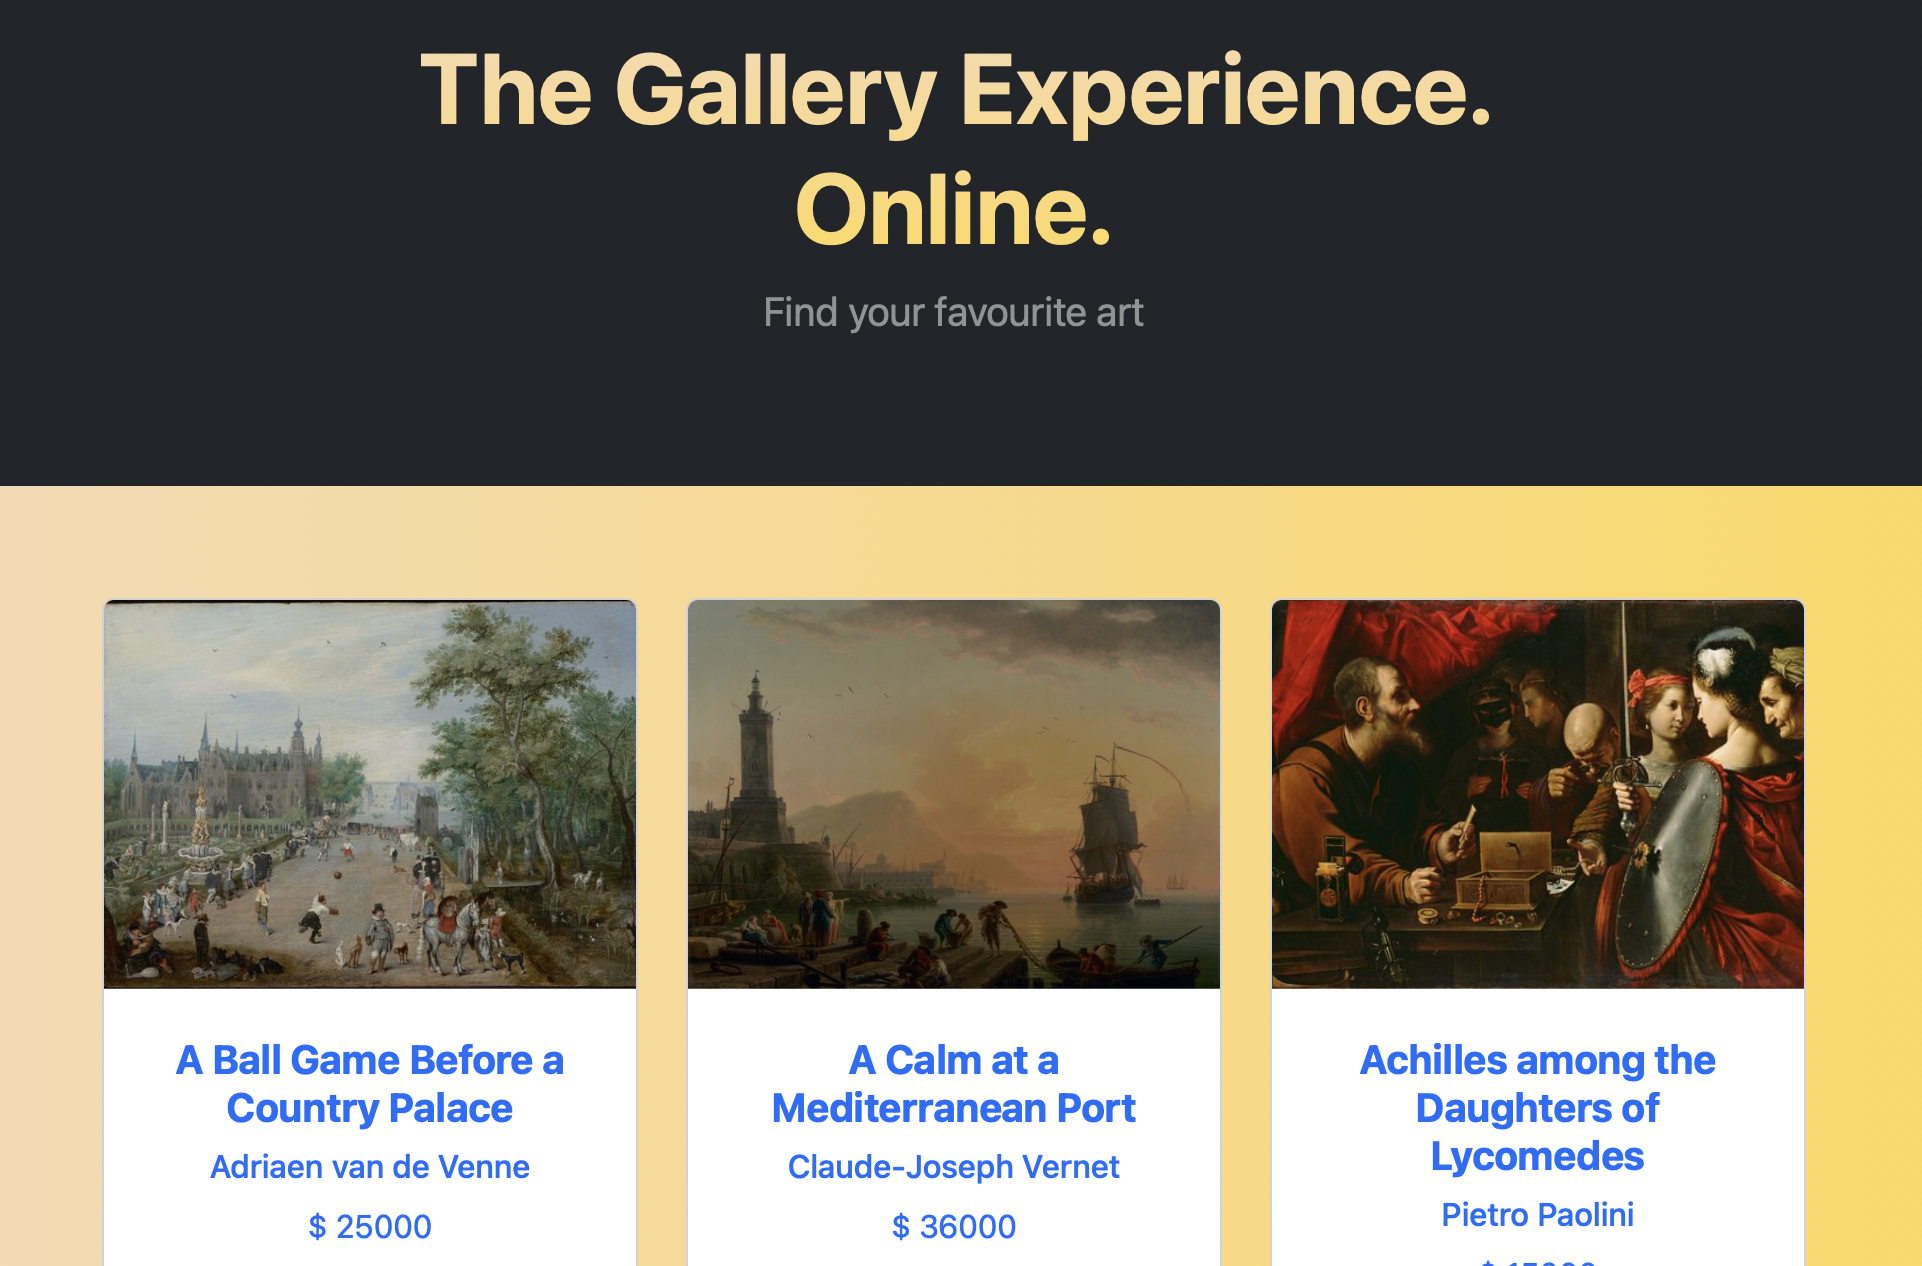 The Gallery Experience.
Online.
Find your favourite art
A Ball Game Before a
Country Palace
Adriaen van de Venne
$ 25000
A Calm at a
Mediterranean Port
Claude-Joseph Vernet
$ 36000
Achilles among the
Daughters of
Lycomedes
Pietro Paolini